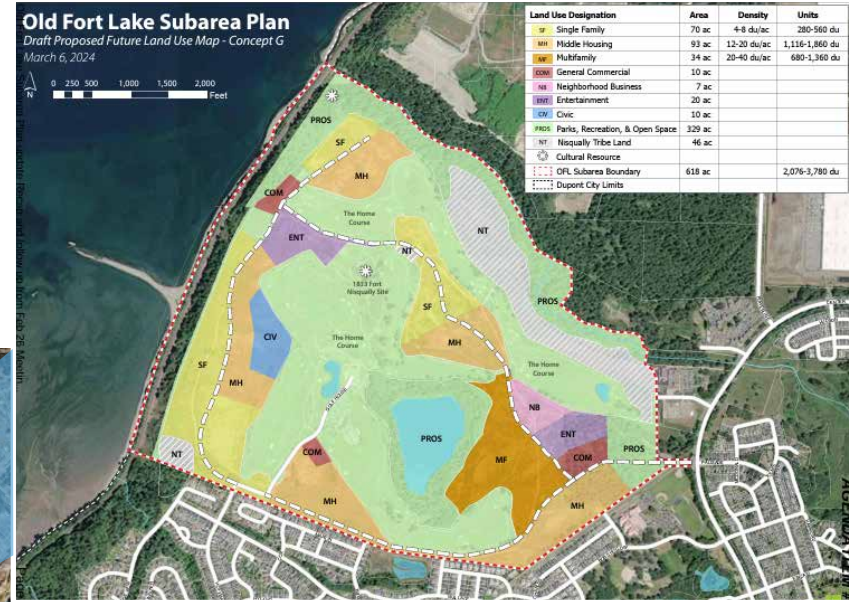 Old Fort Lake Subarea Plan
Draft Proposed Future Land Use Map - Concept G
March 6, 2024
N
0 250 500 1,000 1,500 2,000
Feet
Land Use Designation Area Density Units
SF Single Family 70 ac 4-8 du/ac 280-560 du
MH Middle Housing 93 ac 12-20 du/ac 1,116-1,860 du
MF Multifamily 34 ac 20-40 du/ac 680-1,360 du
COM General Commercial 10 ac
NB Neighborhood Business 7 ac
ENT Entertainment 20 ac
CIV Civic 10 ac
PROS Parks, Recreation, & Open Space 329 ac
NT Nisqually Tribe Land 46 ac
Cultural Resource
OFL Subarea Boundary 618 ac 2,076-3,780 du
Dupont City Limits
PROS
SF
MH
COM
The Home
Course
NT
ENT
NT
1833 Fort
Nisqually Site
PROS
SF
CIV
The Home
Course
MH
The Home
Course
SF
MH
NB
ENT
PROS
COM
MF
PROS
COM
NT
MH
MH